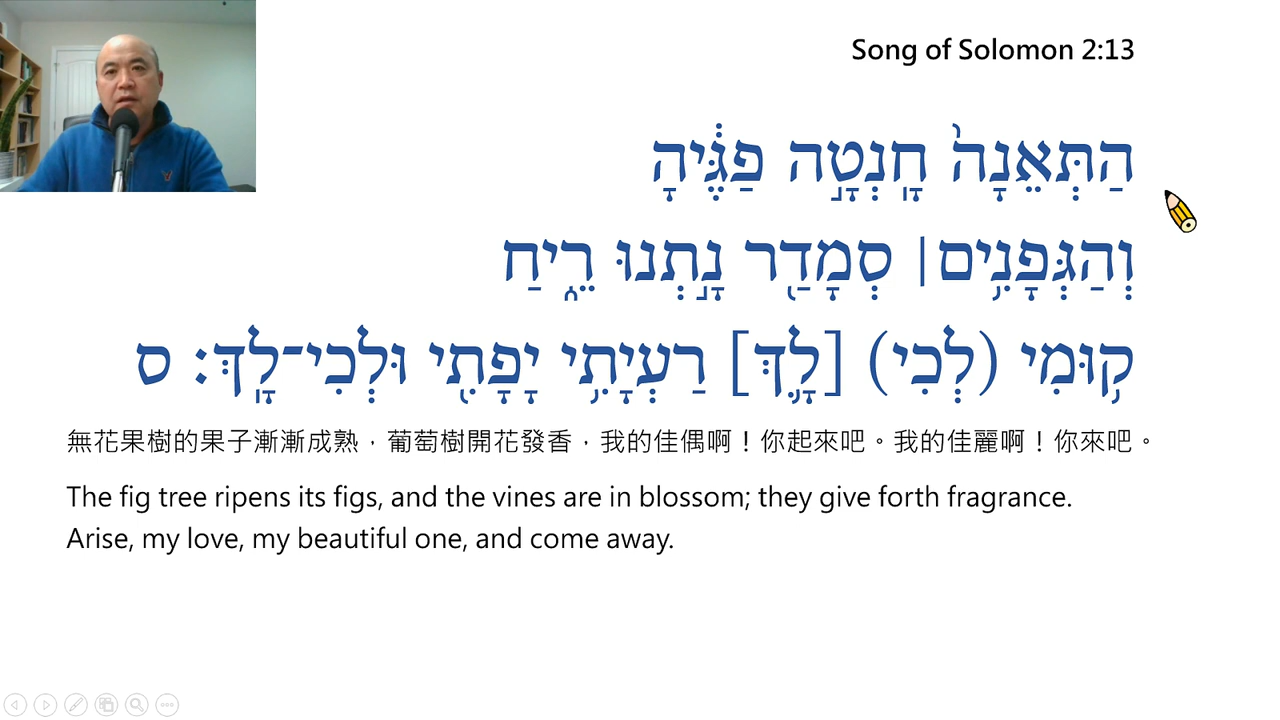 Song of Solomon 2:13
הַתְּאֵנָה֙ חָֽנְטָ֣ה פַגֶּ֔יהָ
וְהַגְּפָנִ֥ים׀ סְמָדַ֖ר נָ֣תְנוּ רֵ֑יחַ
ק֥וּמִי (לְכִי) [לָ֛ךְ] רַעְיָתִ֥י יָפָתִ֖י וּלְכִי־לָֽךְ׃ ס
無花果樹的果子漸漸成熟，葡萄樹開花發香，我的佳偶啊！你起來吧。我的佳麗啊！你來吧。
The fig tree ripens its figs, and the vines are in blossom; they give forth fragrance.
Arise, my love, my beautiful one, and come away.